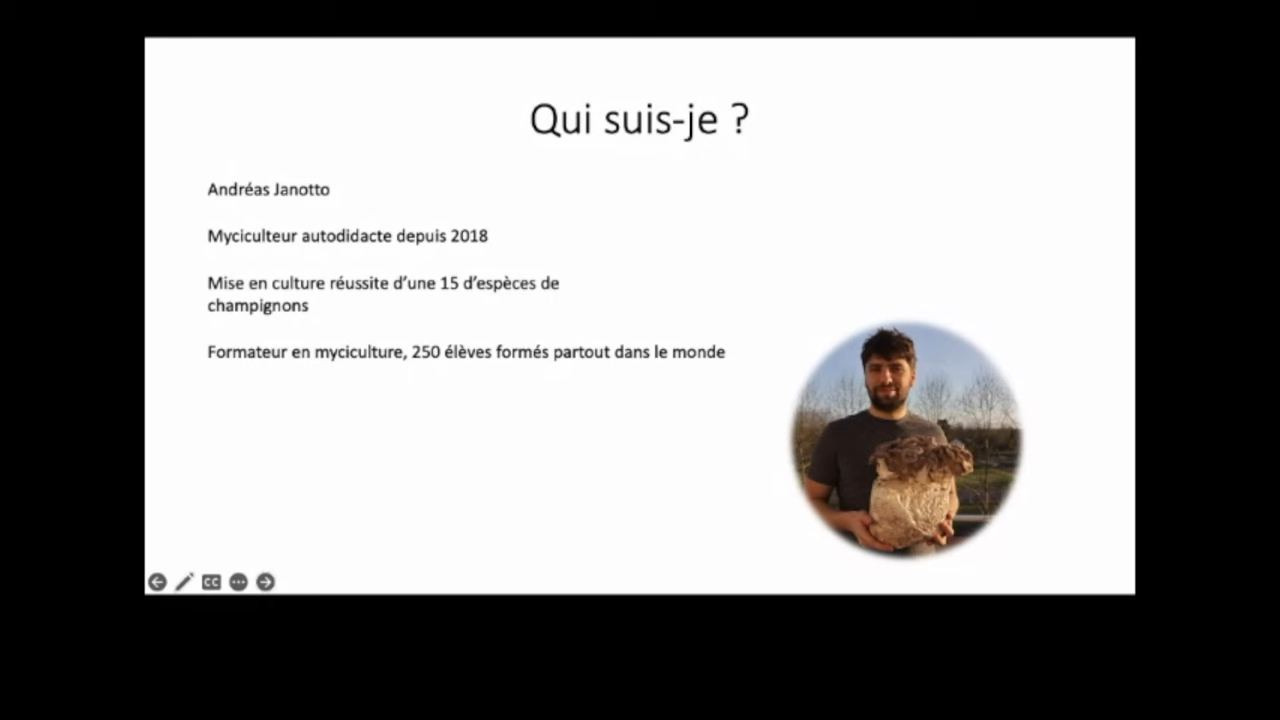 Qui suis-je ?
Andréas Janotto
Myciculteur autodidacte depuis 2018
Mise en culture réussite d’une 15 d’espèces de
champignons
Formateur en myciculture, 250 élèves formés partout dans le monde
CC